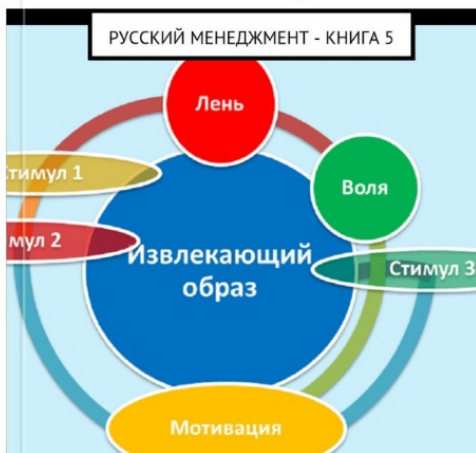 РУССКИЙ МЕНЕДЖМЕНТ - КНИГА 5
Лень
тимул 1
Воля
мул 2
Извлекающий
образ
Стимул 3
Мотивация